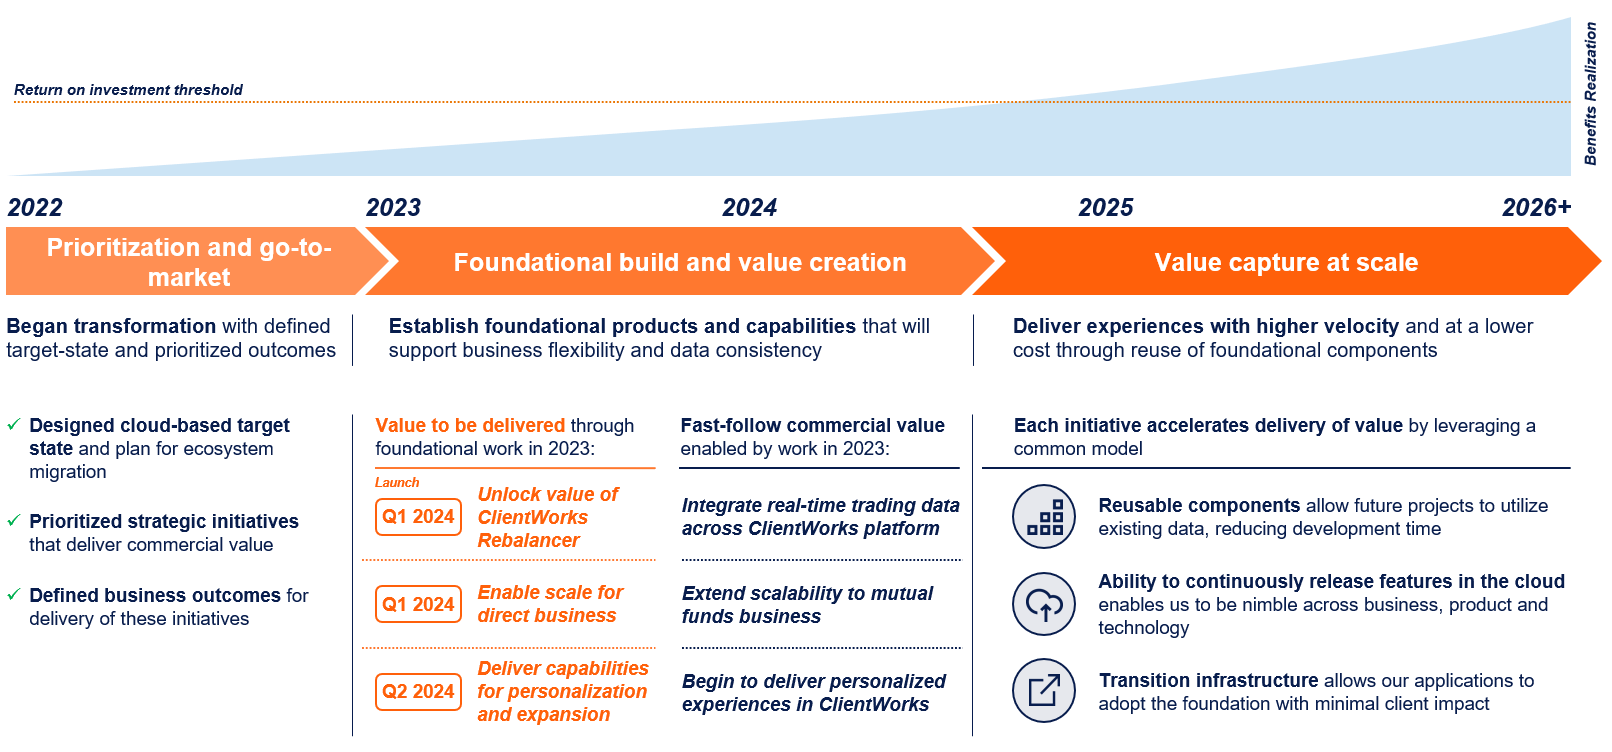 Return on investment threshold
Benefits Realization
2022
2023
2024
2025
2026+
Prioritization and go-to-
market
Foundational build and value creation
Value capture at scale
Began transformation with defined
target-state and prioritized outcomes
Establish foundational products and capabilities that will
support business flexibility and data consistency
Deliver experiences with higher velocity and at a lower
cost through reuse of foundational components
Designed cloud-based target
state and plan for ecosystem
migration
Prioritized strategic initiatives
that deliver commercial value
Defined business outcomes for
delivery of these initiatives
Value to be delivered through
foundational work in 2023:
Launch
Q1 2024
Unlock value of
ClientWorks
Rebalancer
Q1 2024
Enable scale for
direct business
Q2 2024
Deliver capabilities
for personalization
and expansion
Fast-follow commercial value
enabled by work in 2023:
Integrate real-time trading data
across ClientWorks platform
Extend scalability to mutual
funds business
Begin to deliver personalized
experiences in ClientWorks
Each initiative accelerates delivery of value by leveraging a
common model
Reusable components allow future projects to utilize
existing data, reducing development time
Ability to continuously release features in the cloud
enables us to be nimble across business, product and
technology
Transition infrastructure allows our applications to
adopt the foundation with minimal client impact